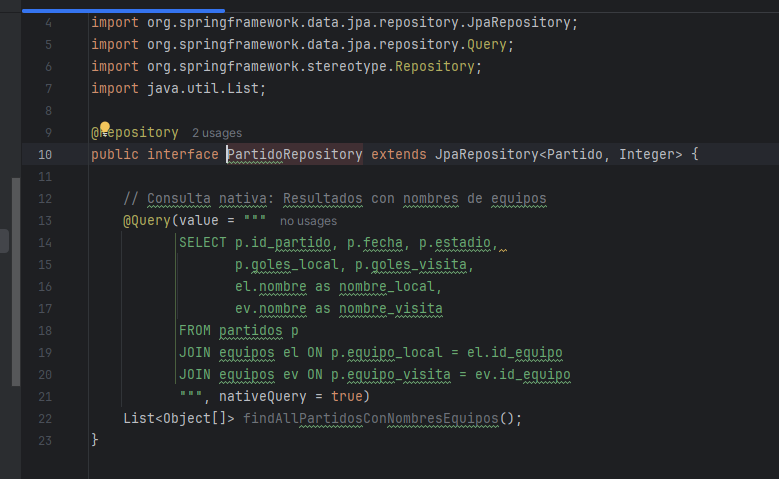 4 import org.springframework.data.jpa.repository.JpaRepository;
5 import org.springframework.data.jpa.repository.Query;
6 import org.springframework.stereotype.Repository;
7 import java.util.List;
8
9 @Repository 2 usages
10 public interface PartidoRepository extends JpaRepository<Partido, Integer> {
11
12 // Consulta nativa: Resultados con nombres de equipos
13 @Query(value = """ no usages
14 SELECT p.id_partido, p.fecha, p.estadio,
15 p.goles_local, p.goles_visita,
16 el.nombre as nombre_local,
17 ev.nombre as nombre_visita
18 FROM partidos p
19 JOIN equipos el ON p.equipo_local = el.id_equipo
20 JOIN equipos ev ON p.equipo_visita = ev.id_equipo
21 """, nativeQuery = true)
22 List<Object[]> findAllPartidosConNombresEquipos();
23 }